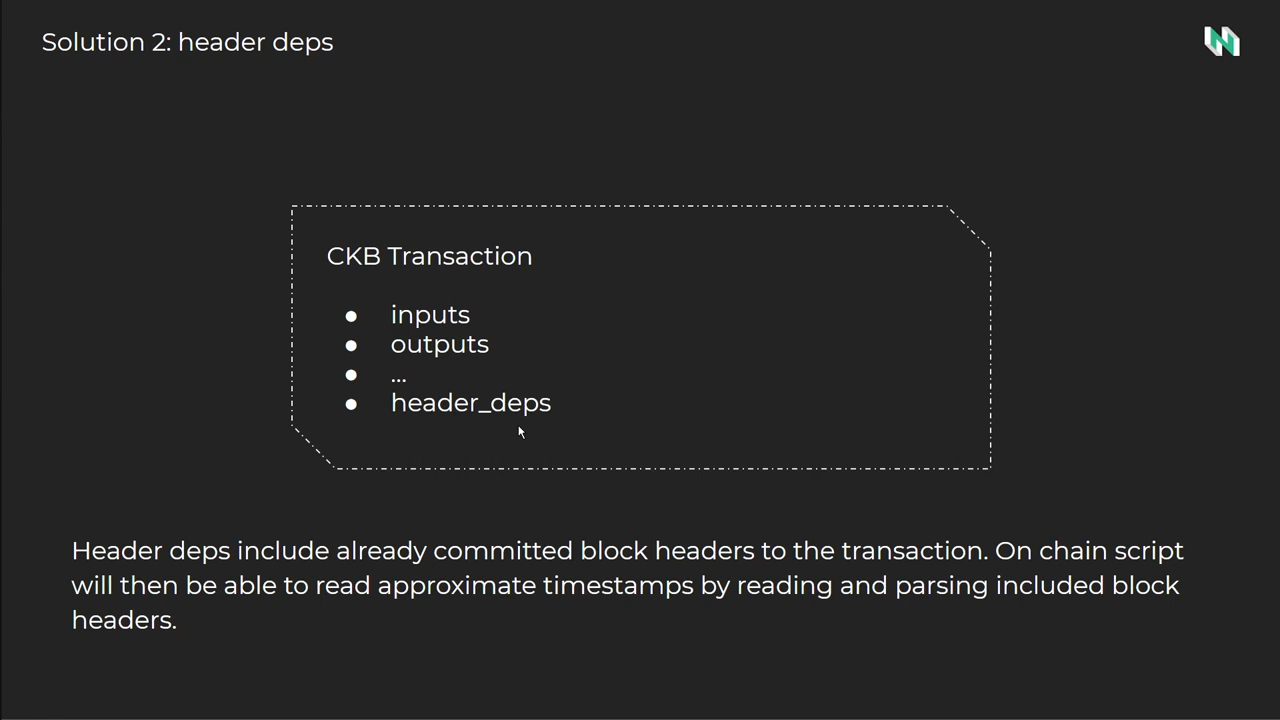 Solution 2: header deps
CKB Transaction
● inputs
● outputs
● ...
● header_deps
Header deps include already committed block headers to the transaction. On chain script
will then be able to read approximate timestamps by reading and parsing included block
headers.